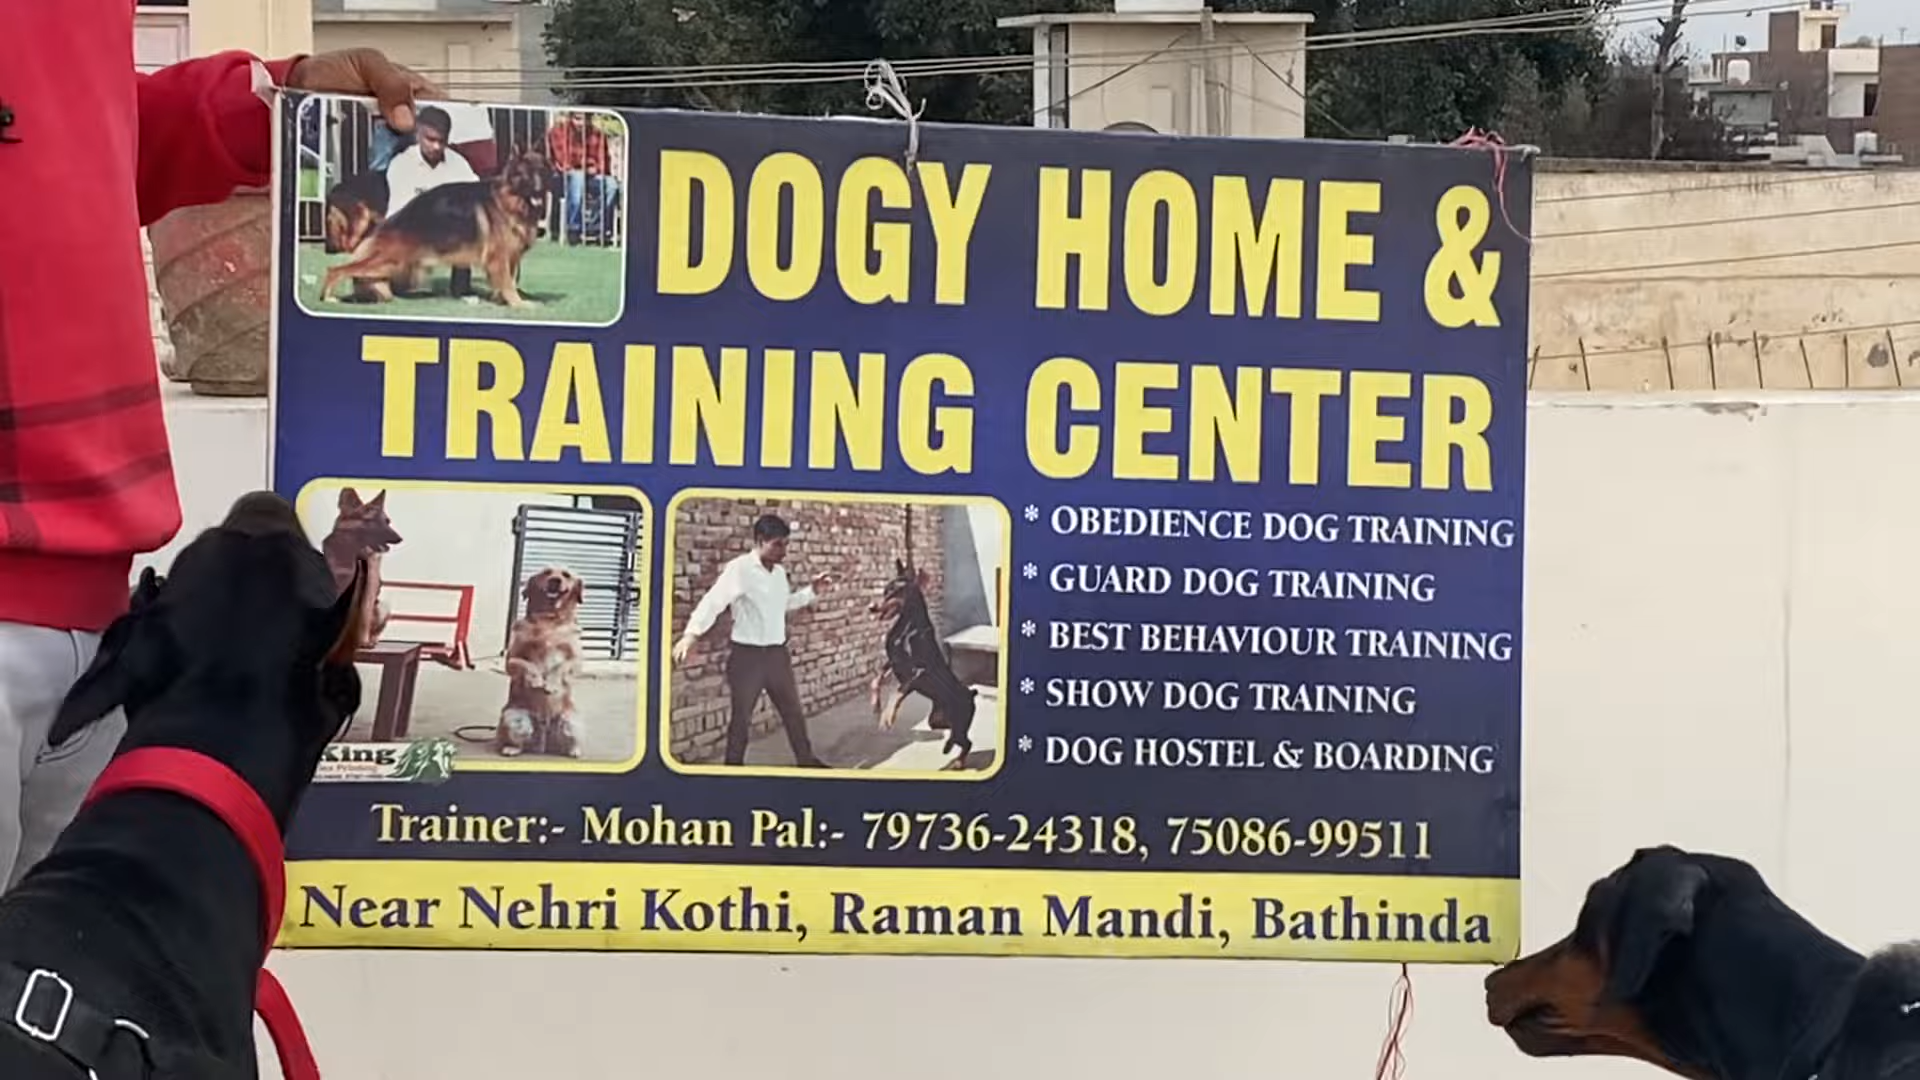 DOGY HOME &
TRAINING CENTER
* OBEDIENCE DOG TRAINING
* GUARD DOG TRAINING
* BEST BEHAVIOUR TRAINING
* SHOW DOG TRAINING
* DOG HOSTEL & BOARDING
King
Trainer:- Mohan Pal:- 79736-24318, 75086-99511
Near Nehri Kothi, Raman Mandi, Bathinda